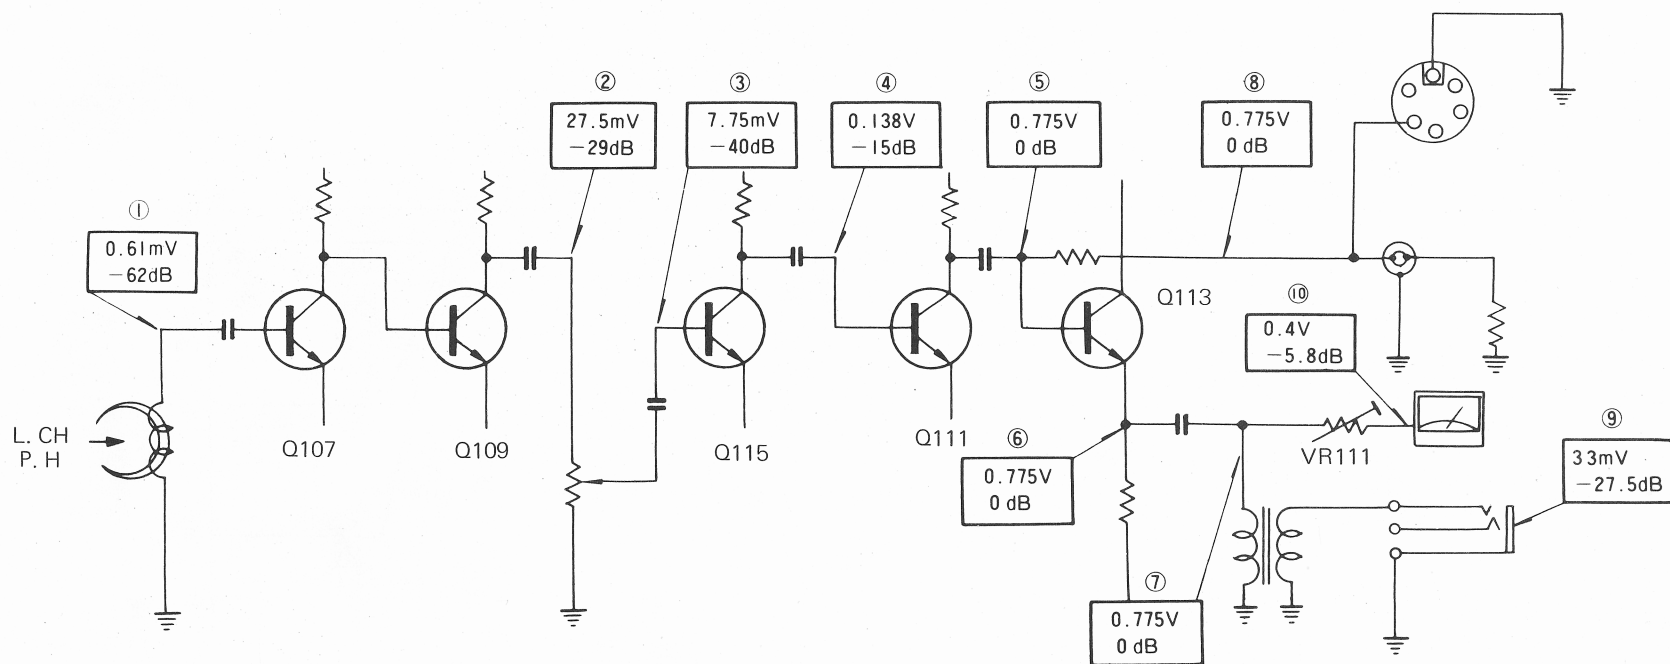 ①
0.61mV
−62dB
②
27.5mV
−29dB
③
7.75mV
−40dB
④
0.138V
−15dB
⑤
0.775V
0 dB
⑧
0.775V
0 dB
Q113
⑩
0.4V
−5.8dB
L. CH
P. H
Q107
Q109
Q115
Q111
⑥
0.775V
0 dB
VR111
⑨
33mV
−27.5dB
⑦
0.775V
0 dB